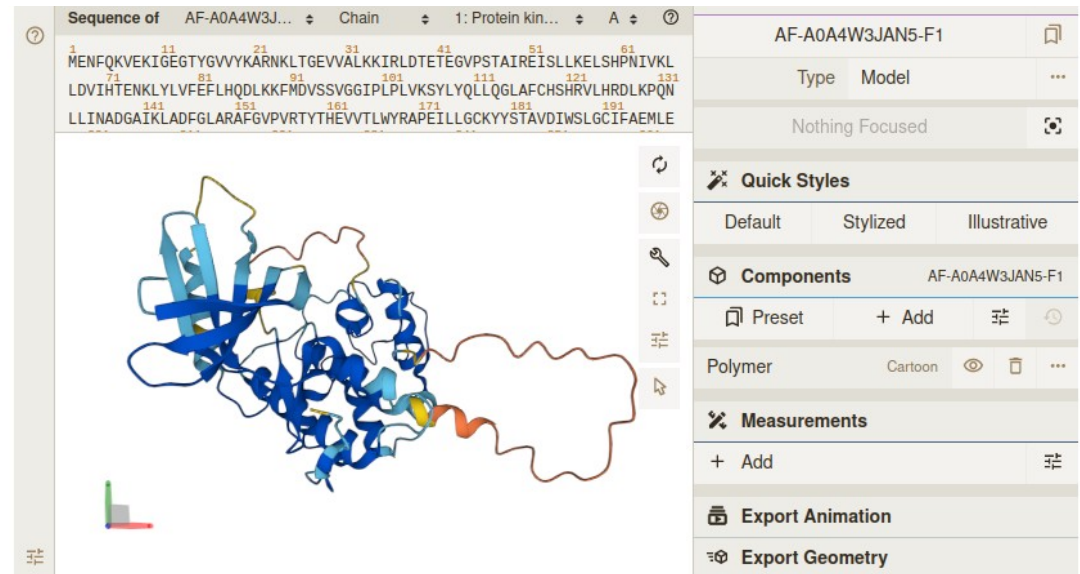 Sequence of AF-A0A4W3J... Chain 1: Protein kin... A
1 11 21 31 41 51 61
MENFQKVEKIGEGTYGVVYKARNKLTGEVVALKKIRLDTETEGVPSTAIREISLLKELSHPNIVKL
71 81 91 101 111 121 131
LDVIHTENKLYLVFEFLHQDLKKFMDVSSVGGIPLPLVKSYLYQLLQGLAFCHSHRVLHRDLKPQN
141 151 161 171 181 191
LLINADGAIKLADFGLARAFGVPVRTYTHEVVTLWYRAPEILLGCKYYSTAVDIWSLGCIFAEMLE
AF-A0A4W3JAN5-F1
Type Model
Nothing Focused
Quick Styles
Default Stylized Illustrative
Components AF-A0A4W3JAN5-F1
Preset + Add
Polymer Cartoon
Measurements
+ Add
Export Animation
Export Geometry